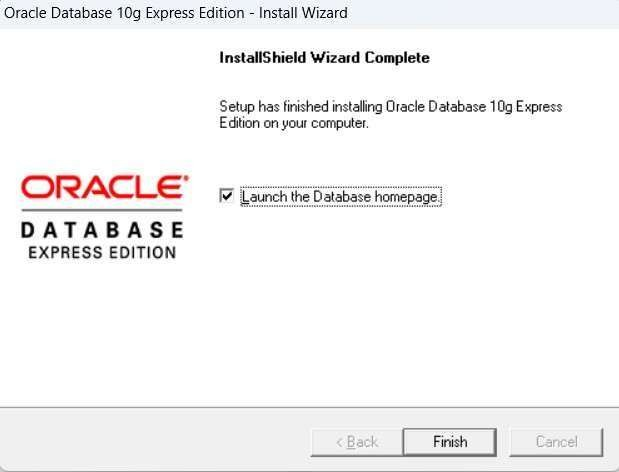 Oracle Database 10g Express Edition - Install Wizard
InstallShield Wizard Complete
Setup has finished installing Oracle Database 10g Express
Edition on your computer.
ORACLE®
DATABASE
EXPRESS EDITION
Launch the Database homepage.
< Back
Finish
Cancel